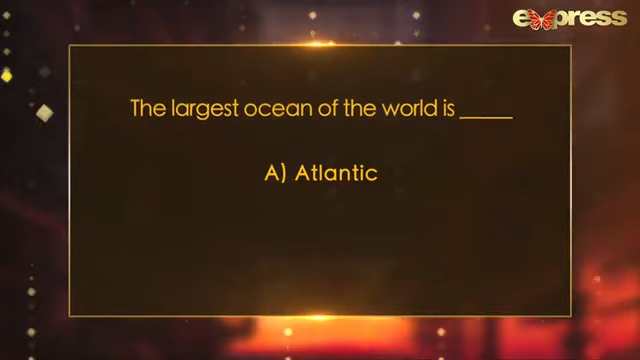 express
The largest ocean of the world is _____
A) Atlantic